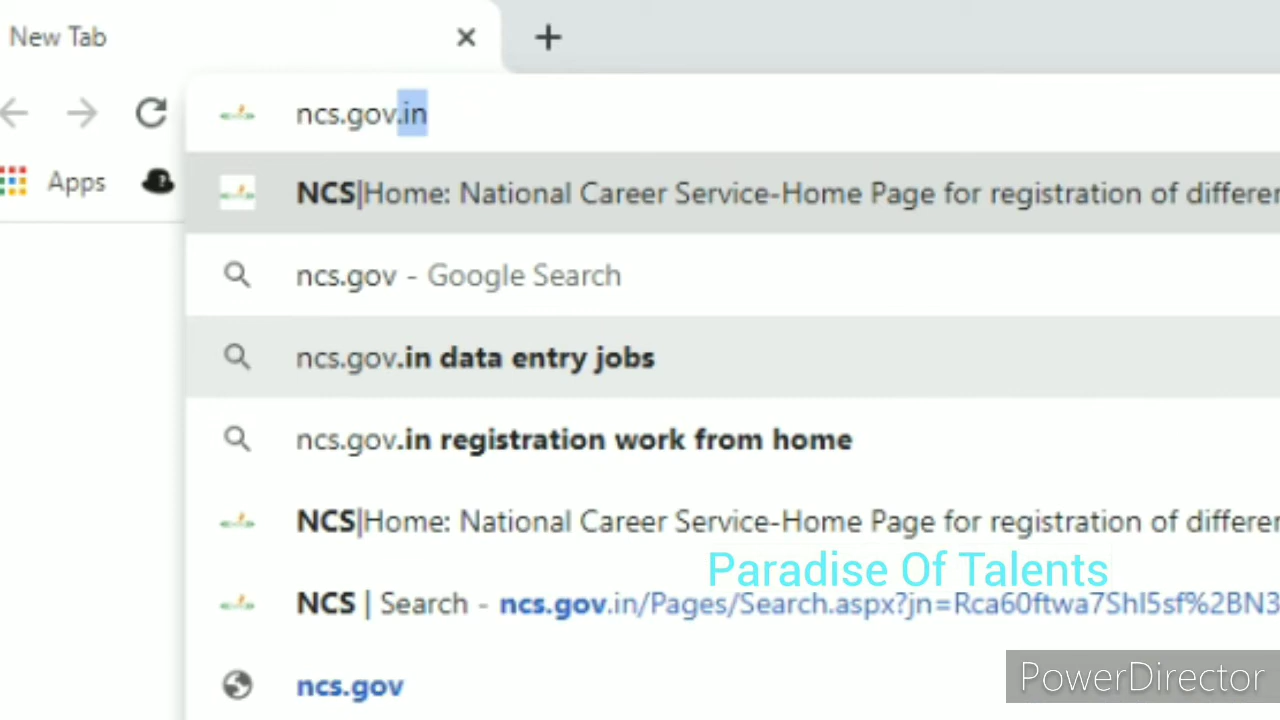 New Tab
ncs.gov.in
Apps
NCS|Home: National Career Service-Home Page for registration of differen
ncs.gov - Google Search
ncs.gov.in data entry jobs
ncs.gov.in registration work from home
NCS|Home: National Career Service-Home Page for registration of differen
Paradise Of Talents
NCS | Search - ncs.gov.in/Pages/Search.aspx?jn=Rca60ftwa7Shl5sf%2BN3
ncs.gov
PowerDirector